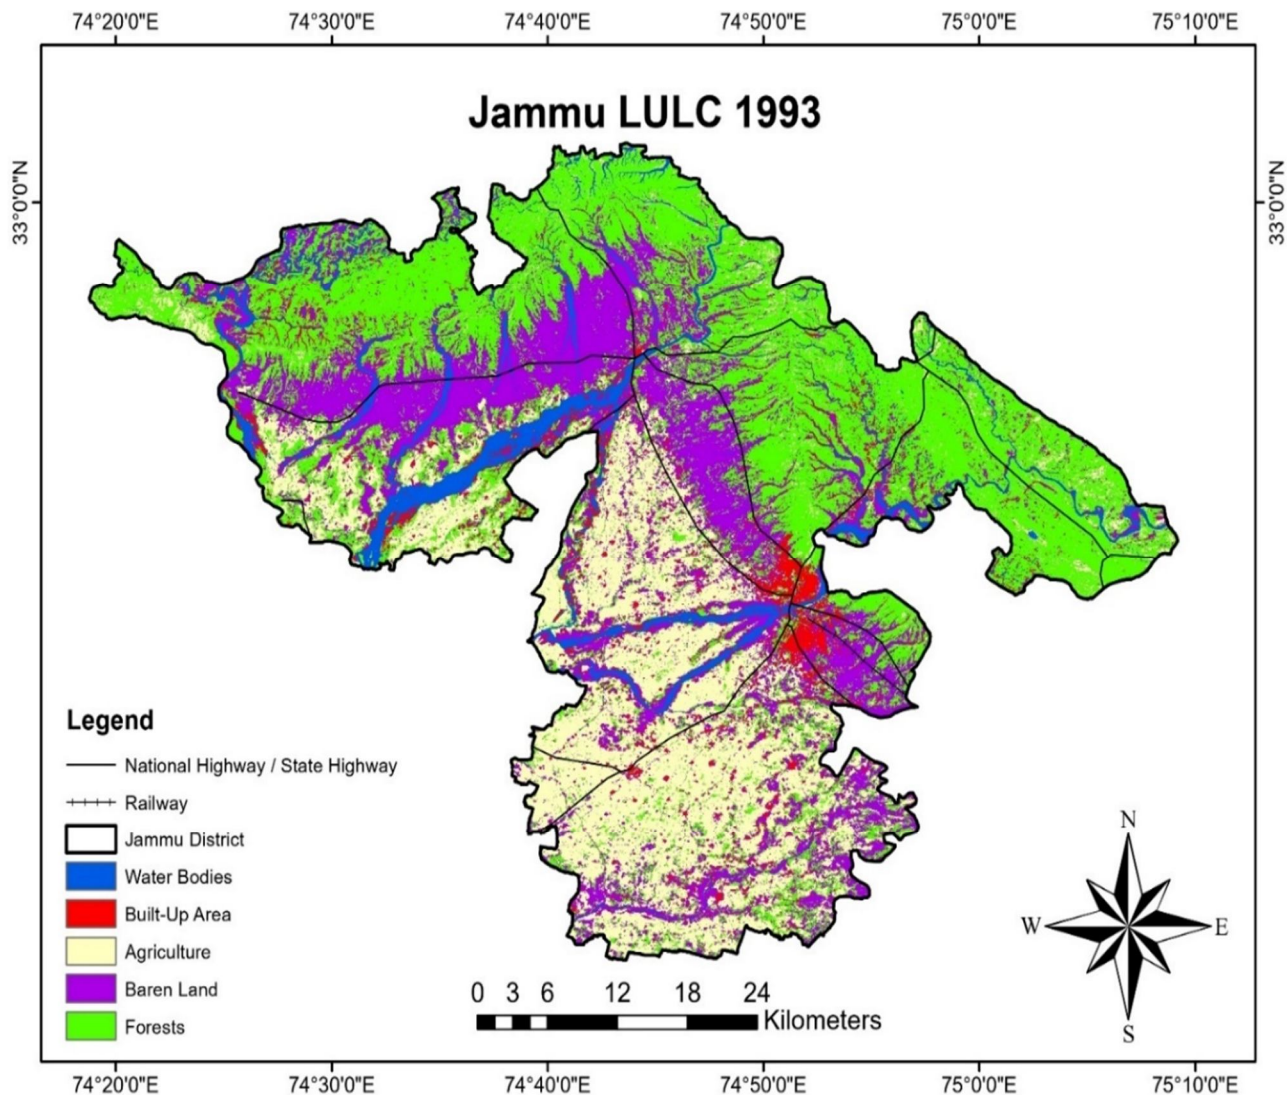 74°20'0"E 74°30'0"E 74°40'0"E 74°50'0"E 75°0'0"E 75°10'0"E
Jammu LULC 1993
33°0'0"N
33°0'0"N
Legend
National Highway / State Highway
Railway
Jammu District
Water Bodies
Built-Up Area
Agriculture
Baren Land
Forests
0 3 6 12 18 24
Kilometers
N
W
E
S
74°20'0"E 74°30'0"E 74°40'0"E 74°50'0"E 75°0'0"E 75°10'0"E